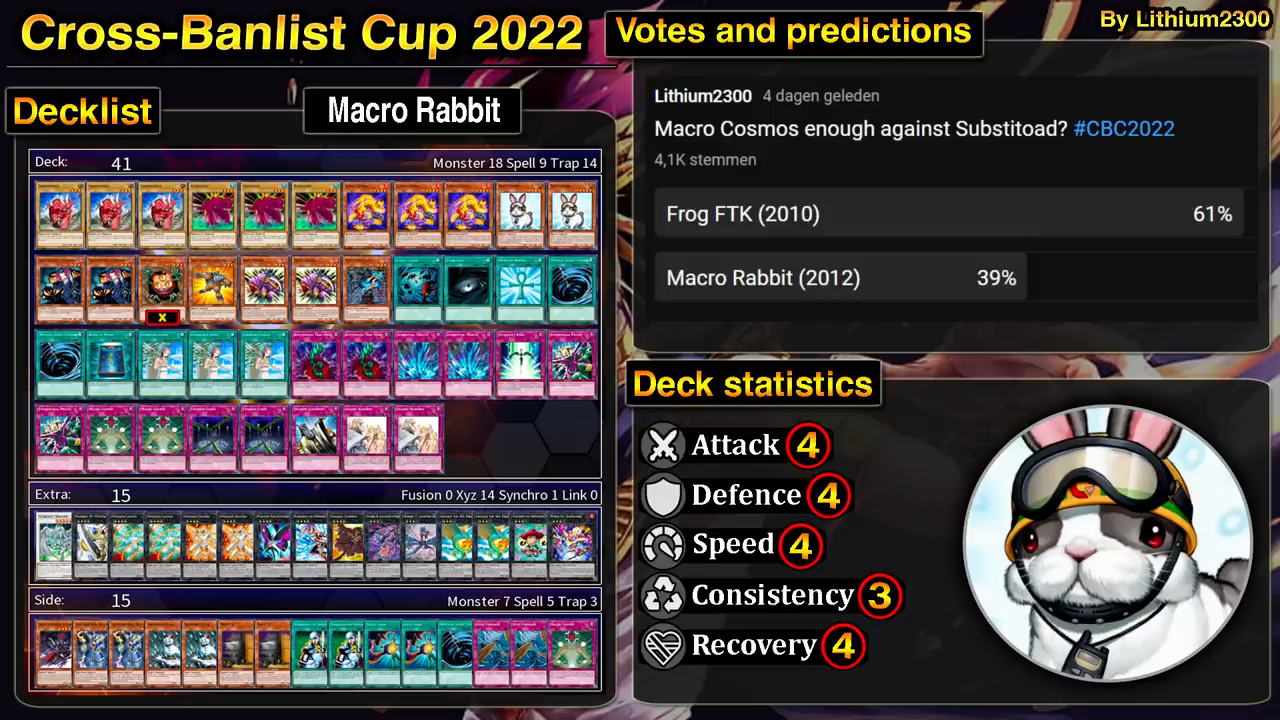 Cross-Banlist Cup 2022
Votes and predictions
By Lithium2300
Decklist
Macro Rabbit
Deck: 41
Monster 18 Spell 9 Trap 14
X
Extra: 15
Fusion 0 Xyz 14 Synchro 1 Link 0
Side: 15
Monster 7 Spell 5 Trap 3
Lithium2300 4 dagen geleden
Macro Cosmos enough against Substitoad? #CBC2022
4,1K stemmen
Frog FTK (2010) 61%
Macro Rabbit (2012) 39%
Deck statistics
Attack 4
Defence 4
Speed 4
Consistency 3
Recovery 4